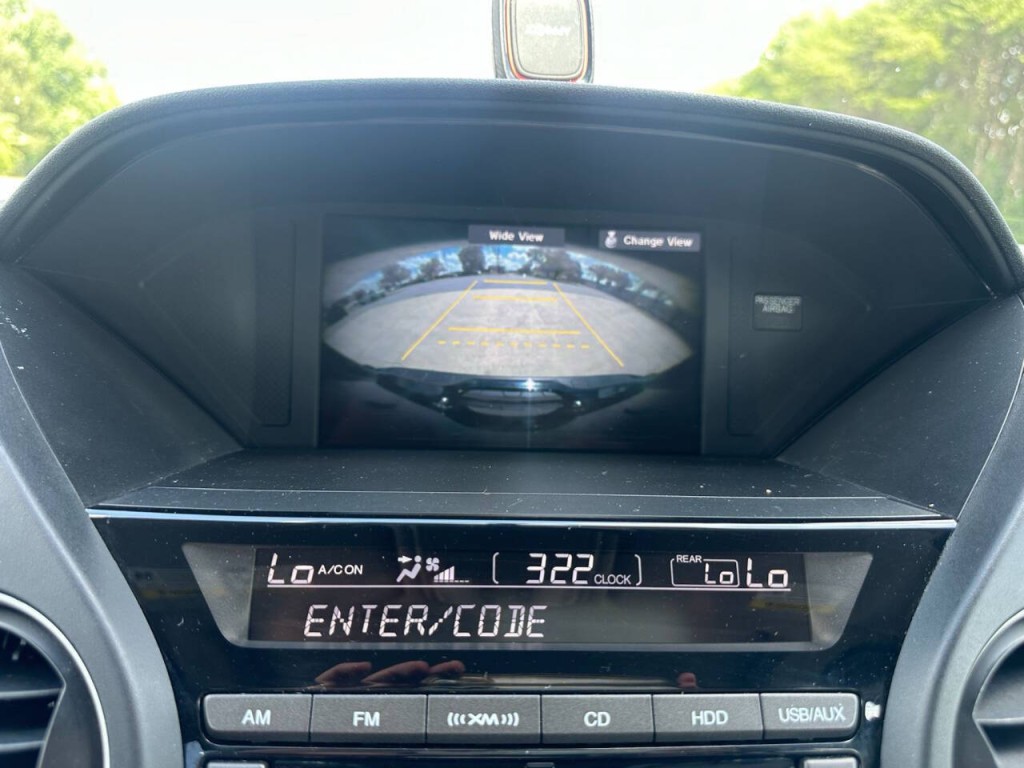 Wide View
Change View
PASSENGER
AIRBAG
Lo A/C ON 322 CLOCK REAR Lo Lo
ENTER/CODE
AM FM XM CD HDD USB/AUX